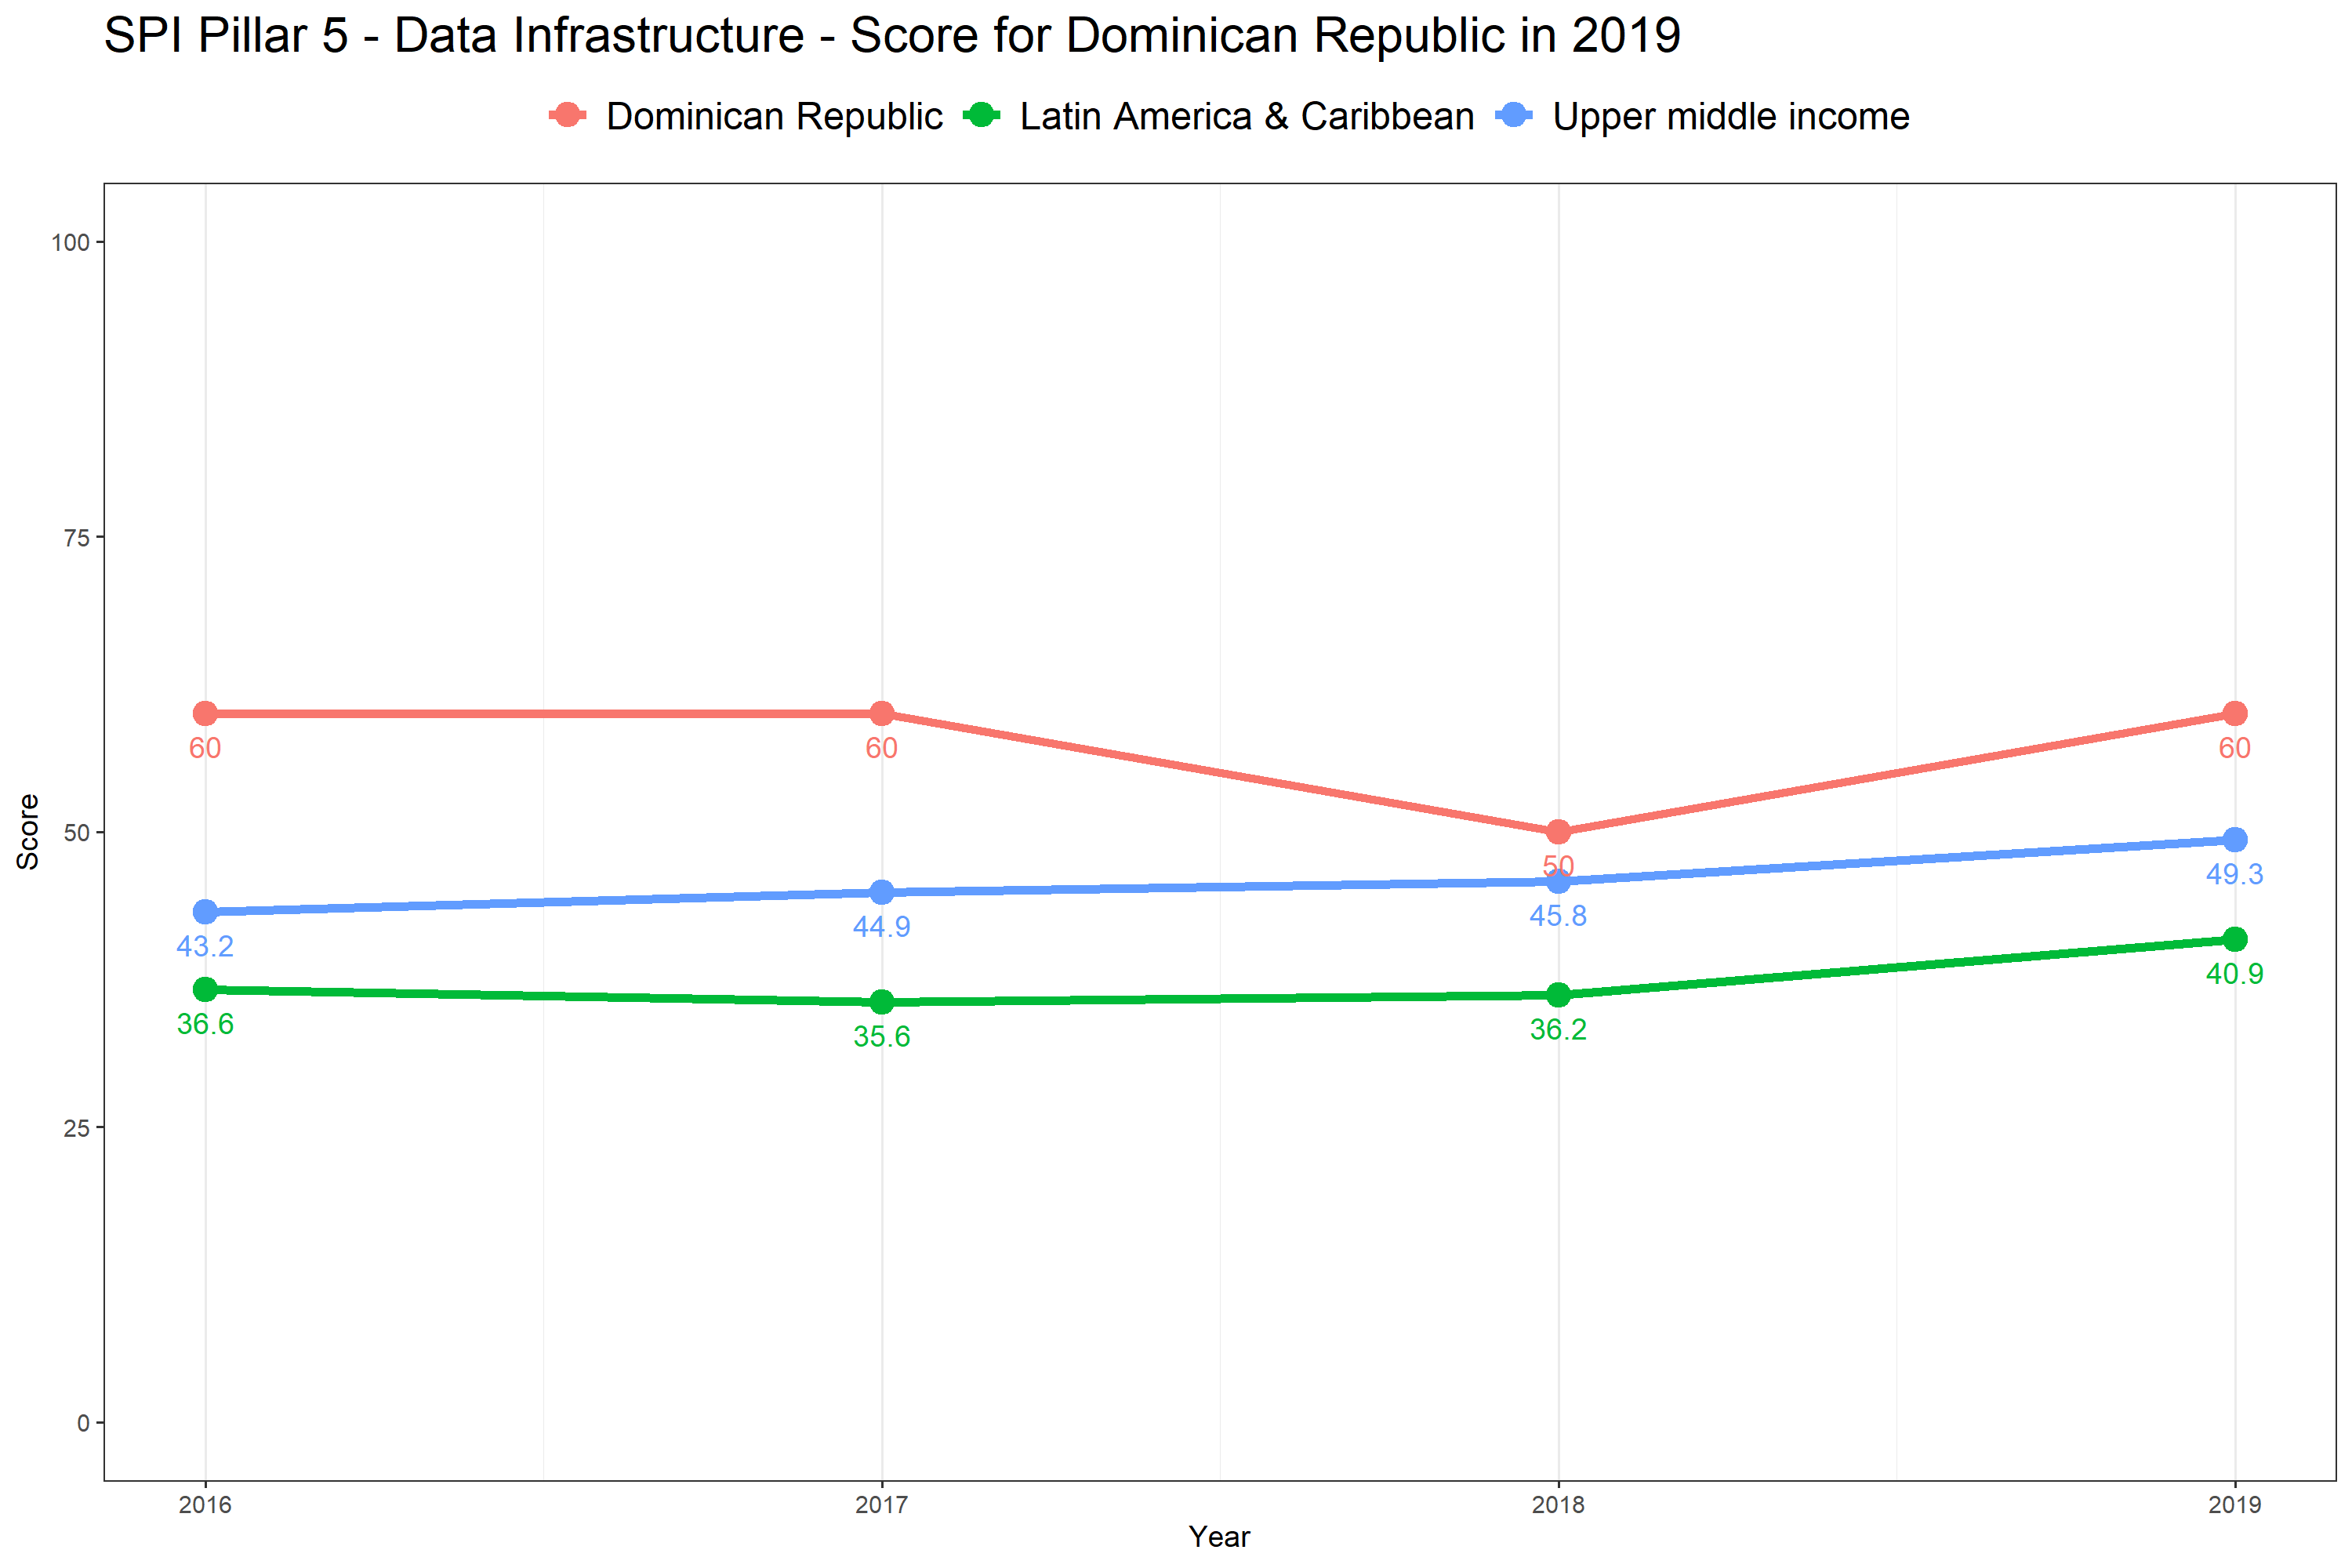 SPI Pillar 5 - Data Infrastructure - Score for Dominican Republic in 2019
Dominican Republic Latin America & Caribbean Upper middle income
100
75
60 60 60
50
50
49.3
45.8
44.9
43.2
40.9
36.6 35.6 36.2
25
0
Score
2016 2017 2018 2019
Year